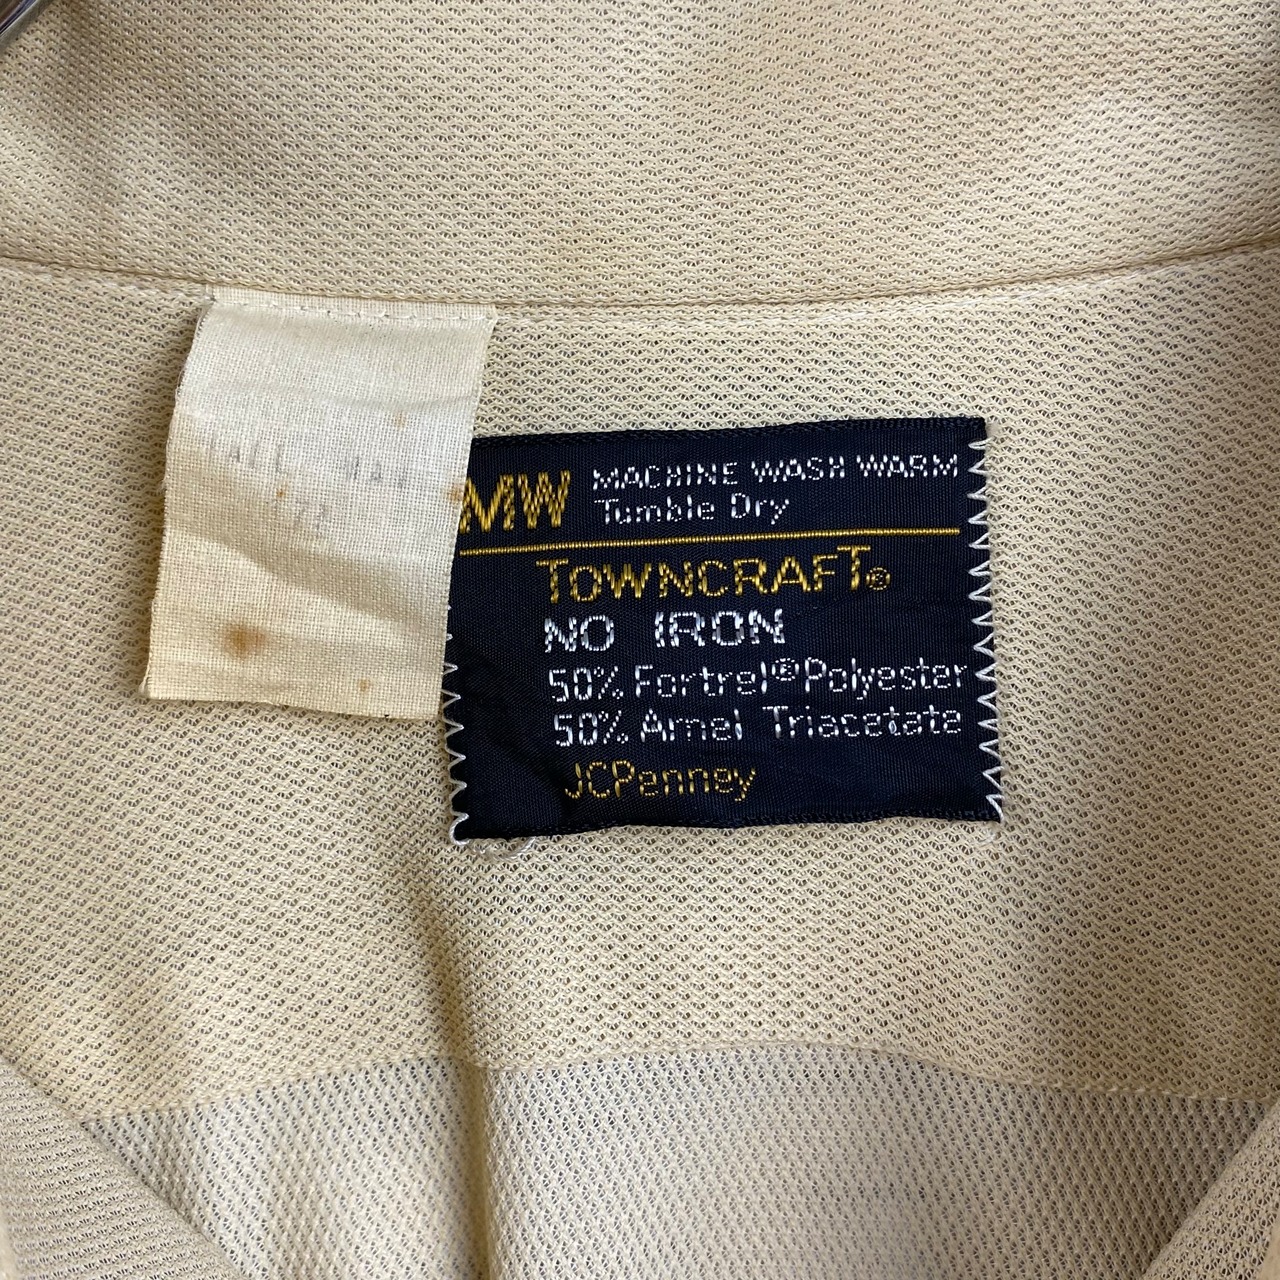 MW MACHINE WASH WARM
Tumble Dry
TOWNCRAFT®
NO IRON
50% Fortrel® Polyester
50% Arnel Triacetate
JCPenney